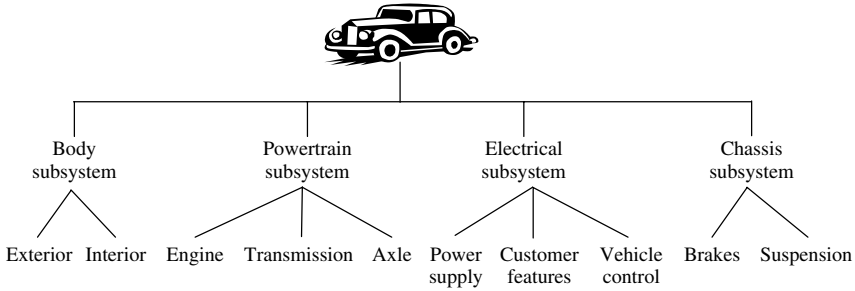 Body
subsystem
Powertrain
subsystem
Electrical
subsystem
Chassis
subsystem
Exterior
Interior
Engine
Transmission
Axle
Power
supply
Customer
features
Vehicle
control
Brakes
Suspension